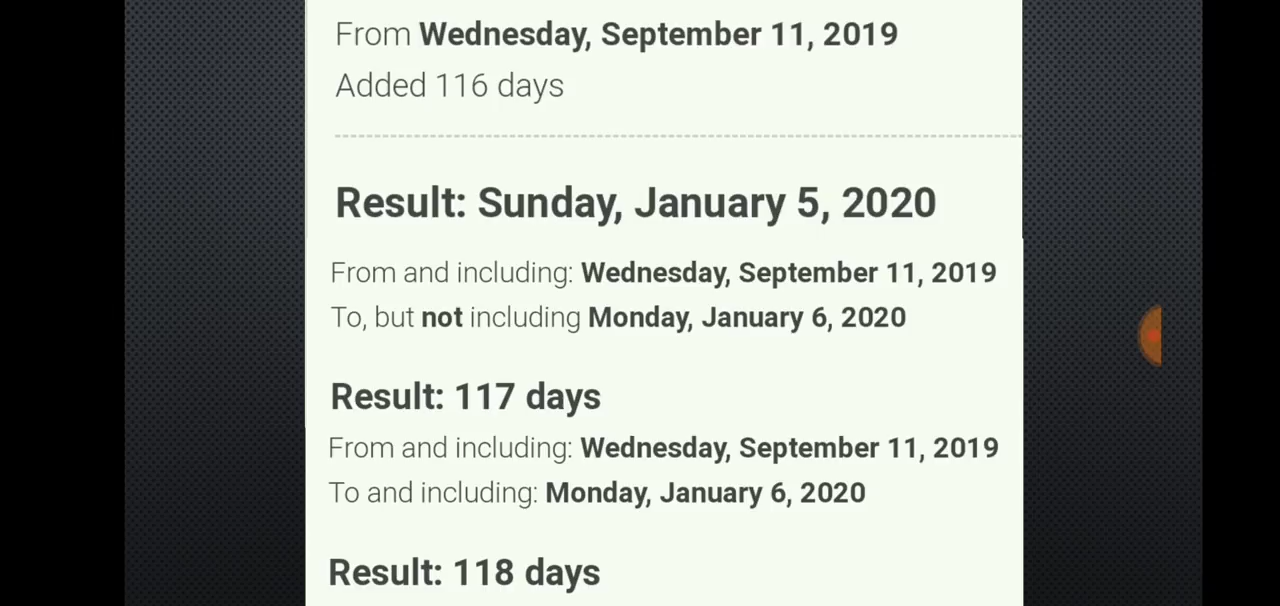 From Wednesday, September 11, 2019
Added 116 days
Result: Sunday, January 5, 2020
From and including: Wednesday, September 11, 2019
To, but not including Monday, January 6, 2020
Result: 117 days
From and including: Wednesday, September 11, 2019
To and including: Monday, January 6, 2020
Result: 118 days